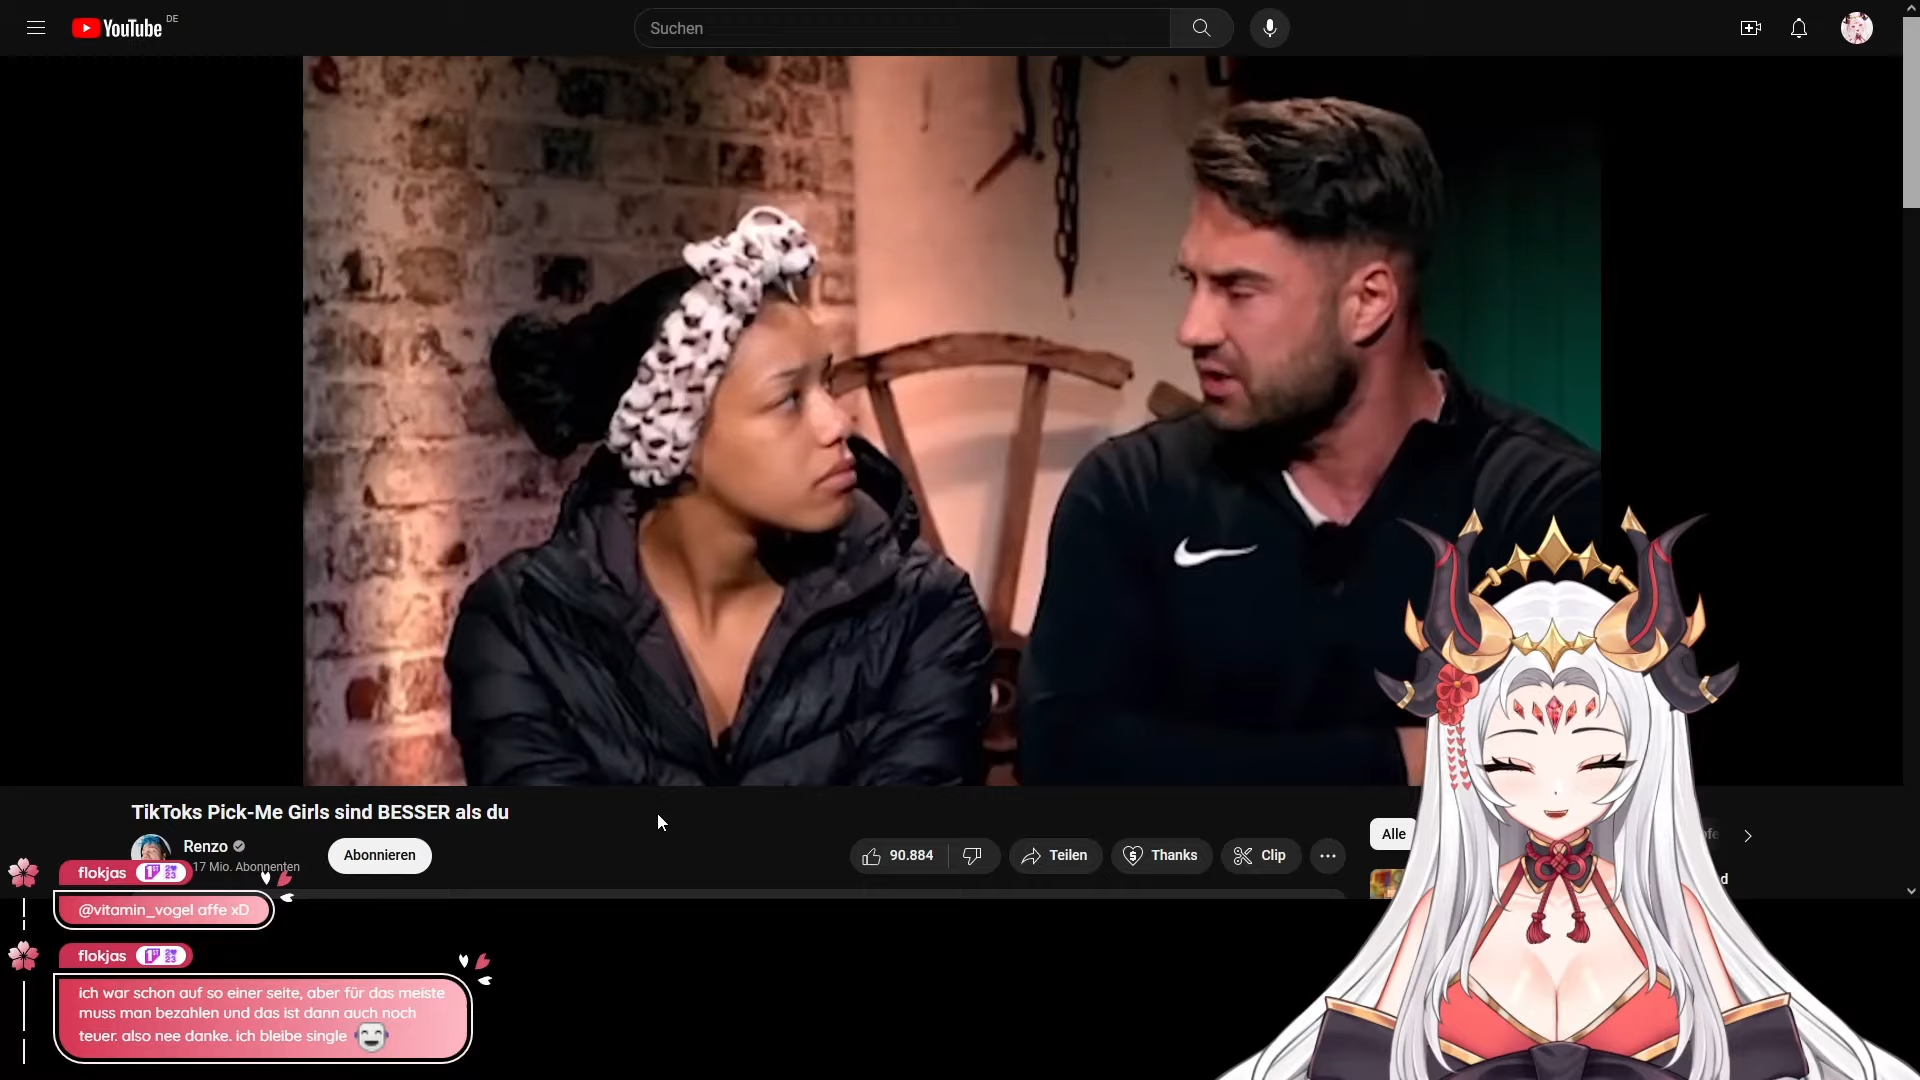 YouTube DE
Suchen
TikToks Pick-Me Girls sind BESSER als du
Renzo
17 Mio. Abonnenten
Abonnieren
90.884
Teilen
Thanks
Clip
Alle
flokjas
@vitamin_vogel affe xD
flokjas
ich war schon auf so einer seite, aber für das meiste
muss man bezahlen und das ist dann auch noch
teuer. also nee danke. ich bleibe single